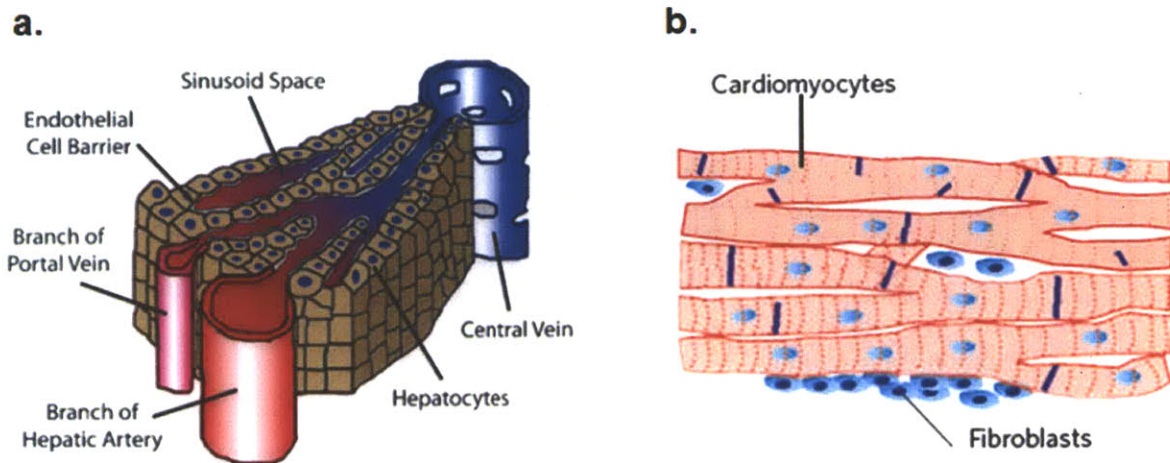 a.
Sinusoid Space
Endothelial
Cell Barrier
Branch of
Portal Vein
Central Vein
Hepatocytes
Branch of
Hepatic Artery
b.
Cardiomyocytes
Fibroblasts